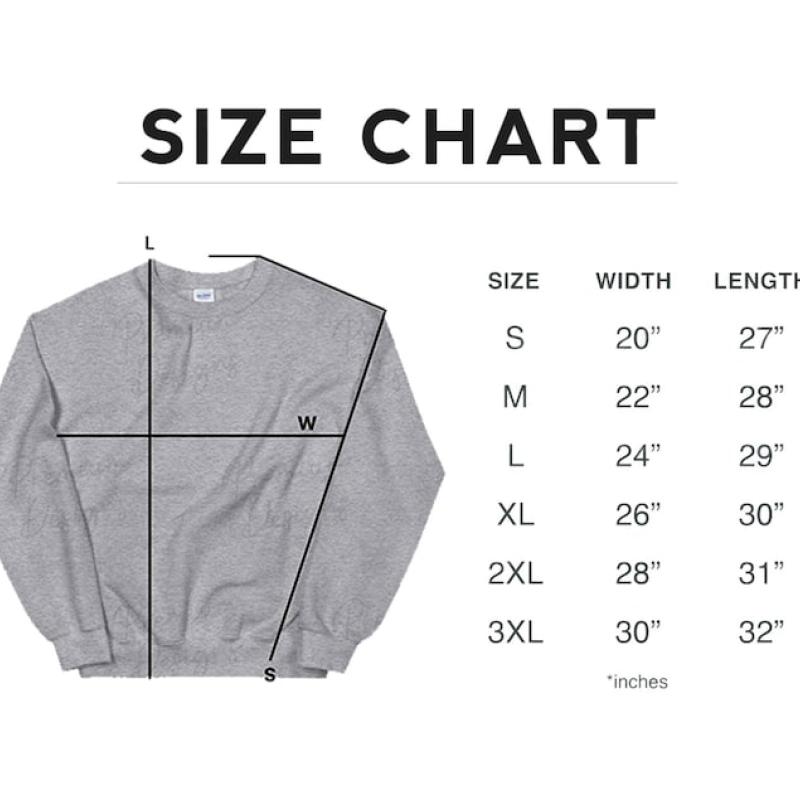 SIZE CHART
L
W
S
SIZE WIDTH LENGTH
S 20” 27”
M 22” 28”
L 24” 29”
XL 26” 30”
2XL 28” 31”
3XL 30” 32”
*inches